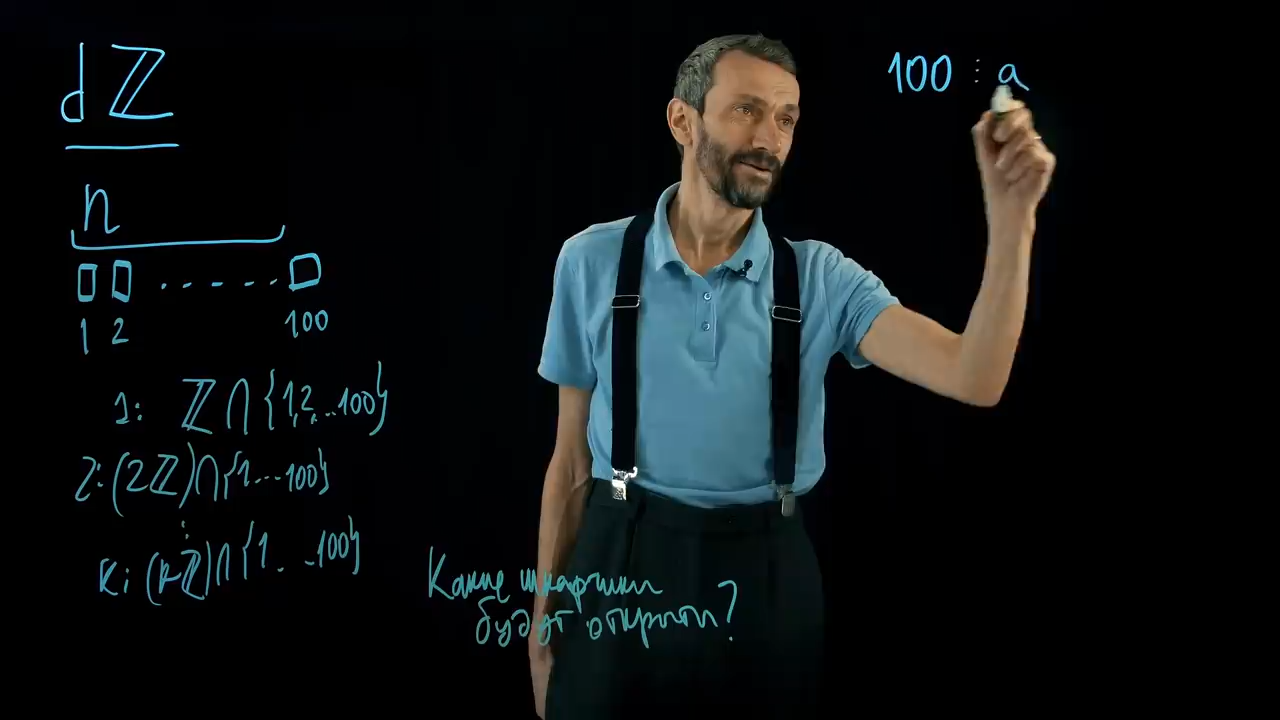 dℤ
n
1 2 ...... 100
1: ℤ ∩ {1,2,...100}
2: (2ℤ) ∩ {1...100}
⋮
k: (kℤ) ∩ {1...100}
Какие шкафчики
будут открыты?
100 ⋮ a